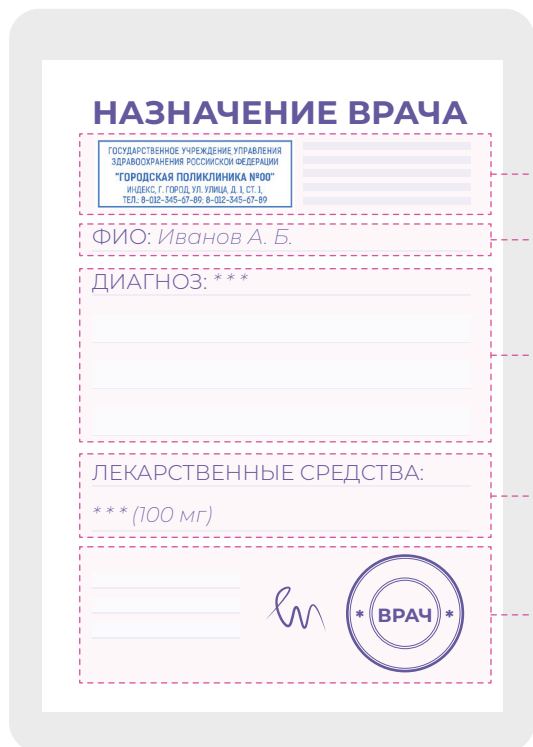 НАЗНАЧЕНИЕ ВРАЧА
ГОСУДАРСТВЕННОЕ УЧРЕЖДЕНИЕ УПРАВЛЕНИЯ
ЗДРАВООХРАНЕНИЯ РОССИЙСКОЙ ФЕДЕРАЦИИ
"ГОРОДСКАЯ ПОЛИКЛИНИКА №00"
ИНДЕКС, Г. ГОРОД, УЛ. УЛИЦА, Д. 1, СТ. 1,
ТЕЛ.: 8-012-345-67-89, 8-012-345-67-89
ФИО: Иванов А. Б.
ДИАГНОЗ: * * *
ЛЕКАРСТВЕННЫЕ СРЕДСТВА:
* * * (100 мг)
* ВРАЧ *